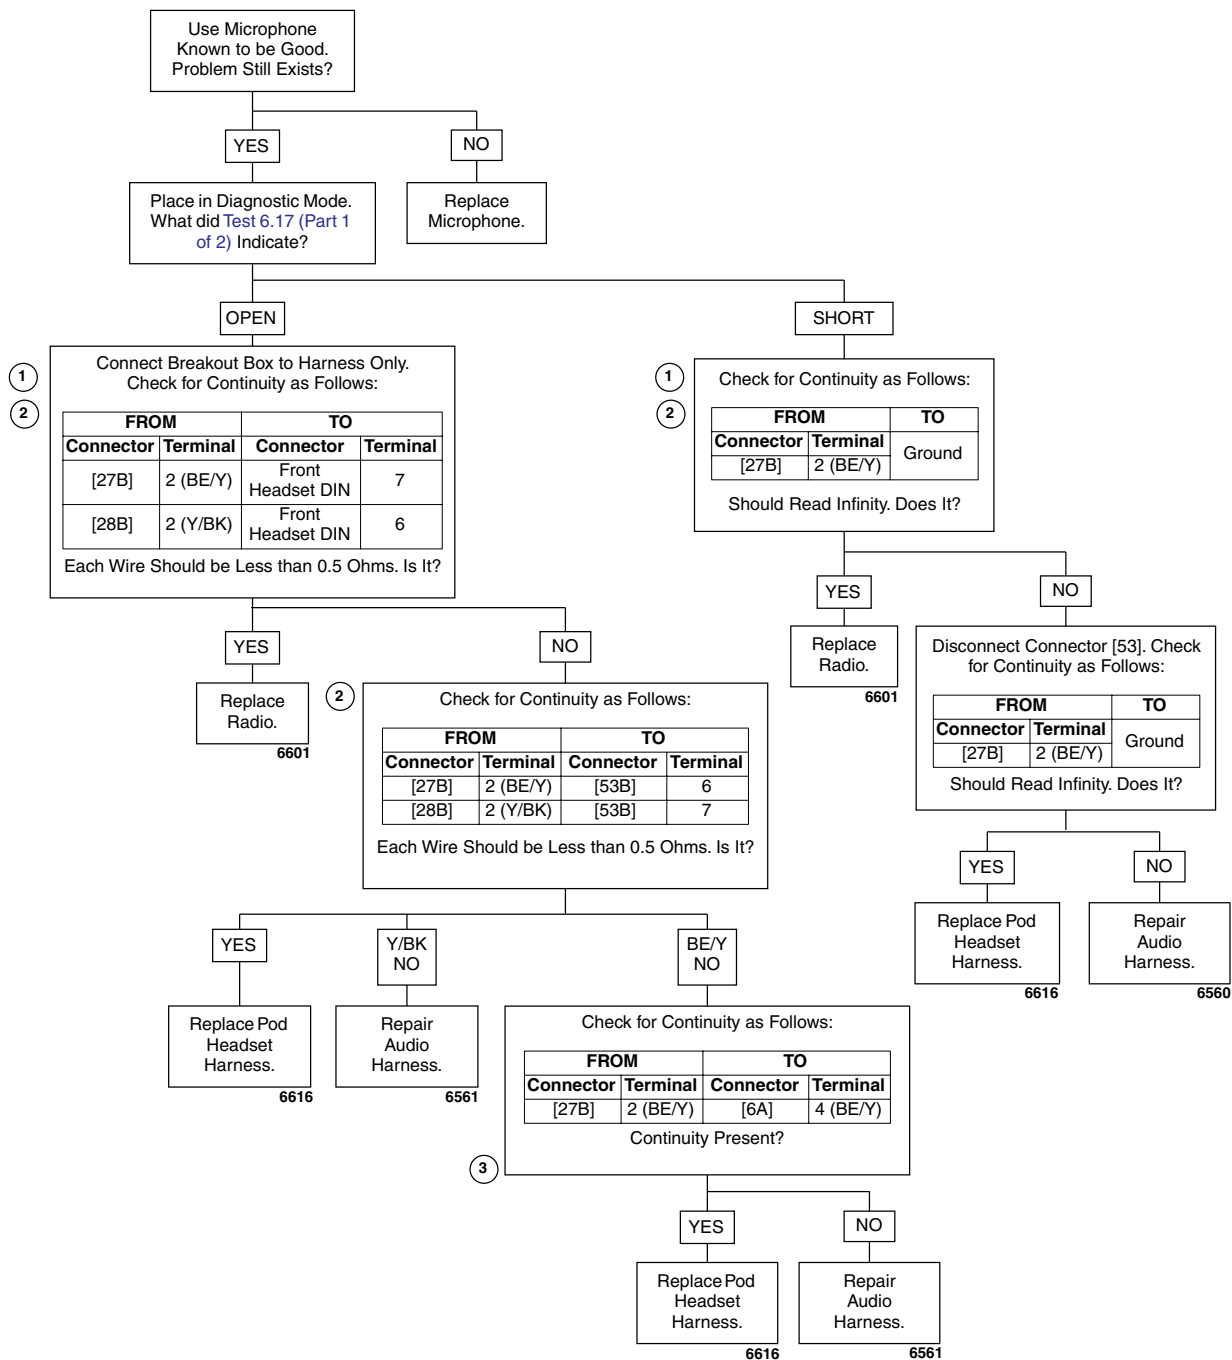 Use Microphone
Known to be Good.
Problem Still Exists?
YES
NO
Place in Diagnostic Mode.
What did Test 6.17 (Part 1
of 2) Indicate?
Replace
Microphone.
OPEN
SHORT
1
2
Connect Breakout Box to Harness Only.
Check for Continuity as Follows:
FROM TO
Connector Terminal Connector Terminal
[27B] 2 (BE/Y) Front Headset DIN 7
[28B] 2 (Y/BK) Front Headset DIN 6
Each Wire Should be Less than 0.5 Ohms. Is It?
1
2
Check for Continuity as Follows:
FROM TO
Connector Terminal Ground
[27B] 2 (BE/Y)
Should Read Infinity. Does It?
YES
NO
Replace
Radio.
6601
YES
NO
Replace
Radio.
6601
Disconnect Connector [53]. Check
for Continuity as Follows:
FROM TO
Connector Terminal Ground
[27B] 2 (BE/Y)
Should Read Infinity. Does It?
2
Check for Continuity as Follows:
FROM TO
Connector Terminal Connector Terminal
[27B] 2 (BE/Y) [53B] 6
[28B] 2 (Y/BK) [53B] 7
Each Wire Should be Less than 0.5 Ohms. Is It?
YES
NO
Replace Pod
Headset
Harness.
6616
Repair
Audio
Harness.
6560
YES
Y/BK
NO
BE/Y
NO
Replace Pod
Headset
Harness.
6616
Repair
Audio
Harness.
6561
Check for Continuity as Follows:
FROM TO
Connector Terminal Connector Terminal
[27B] 2 (BE/Y) [6A] 4 (BE/Y)
Continuity Present?
3
YES
NO
Replace Pod
Headset
Harness.
6616
Repair
Audio
Harness.
6561